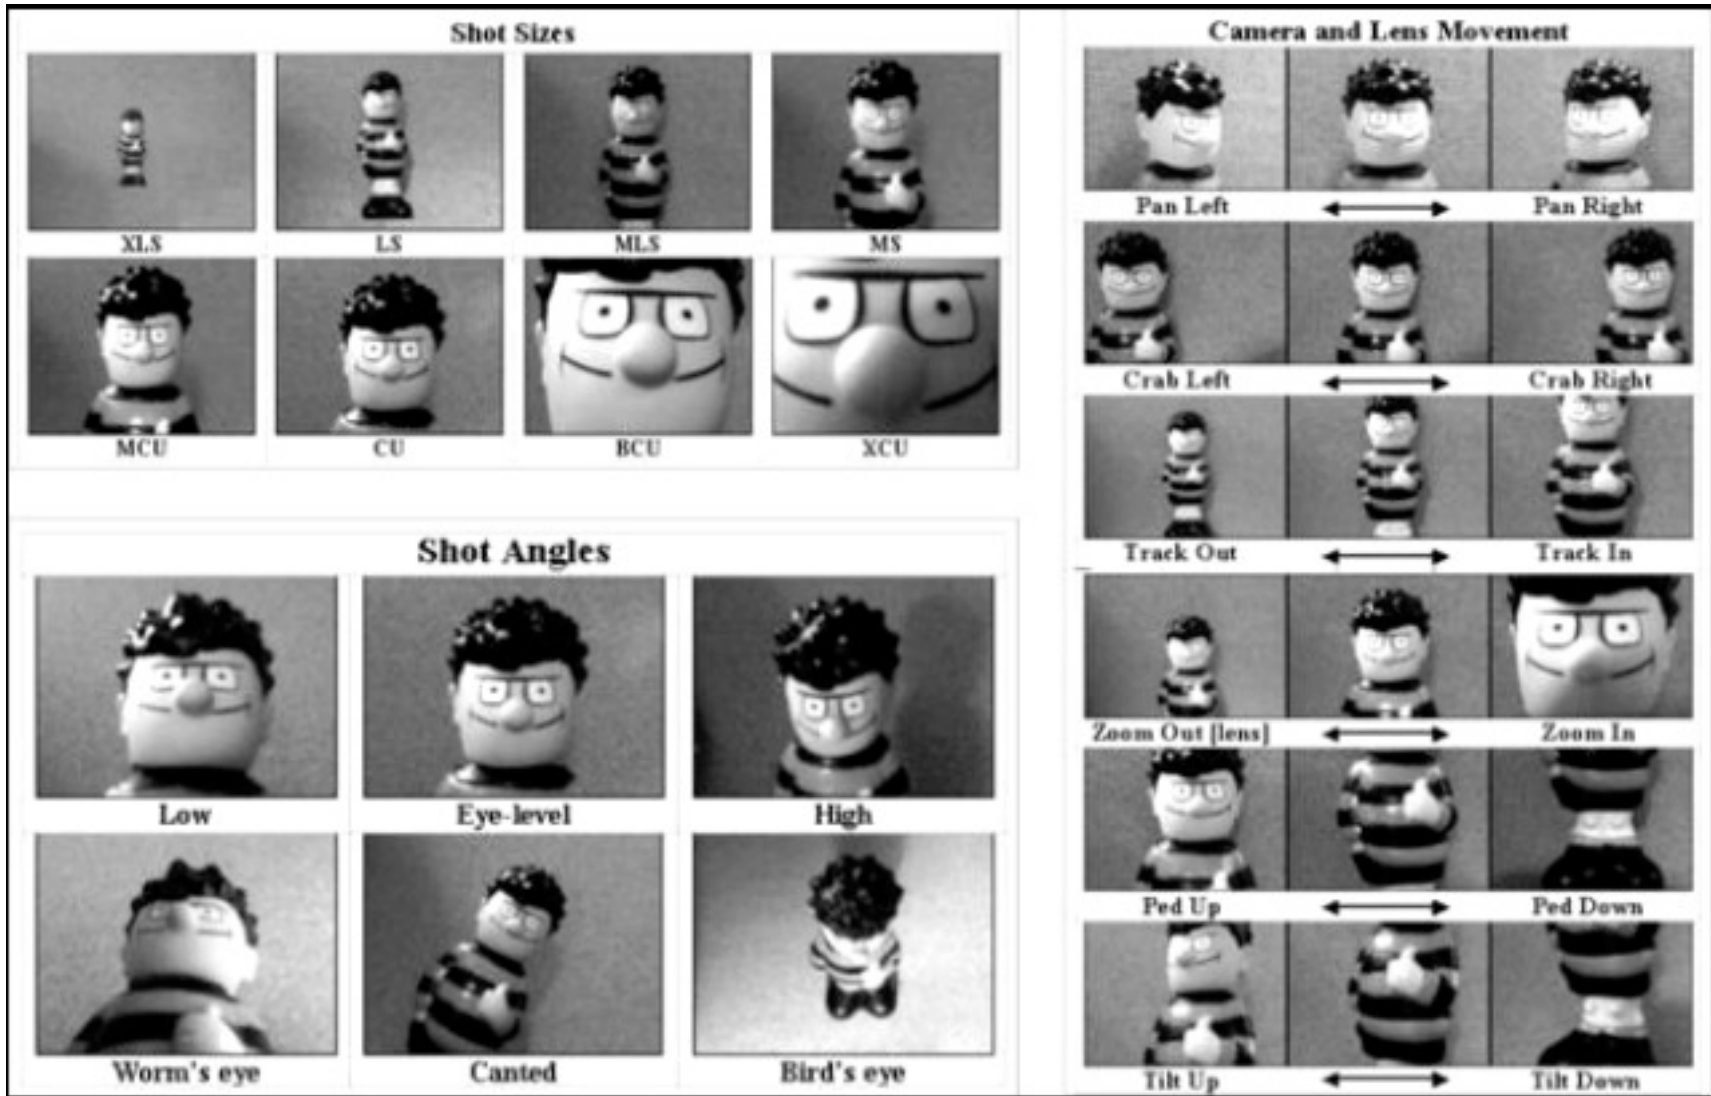 Shot Sizes
XLS LS MLS MS
MCU CU BCU XCU
Shot Angles
Low Eye-level High
Worm's eye Canted Bird's eye
Camera and Lens Movement
Pan Left Pan Right
Crab Left Crab Right
Track Out Track In
Zoom Out [lens] Zoom In
Ped Up Ped Down
Tilt Up Tilt Down